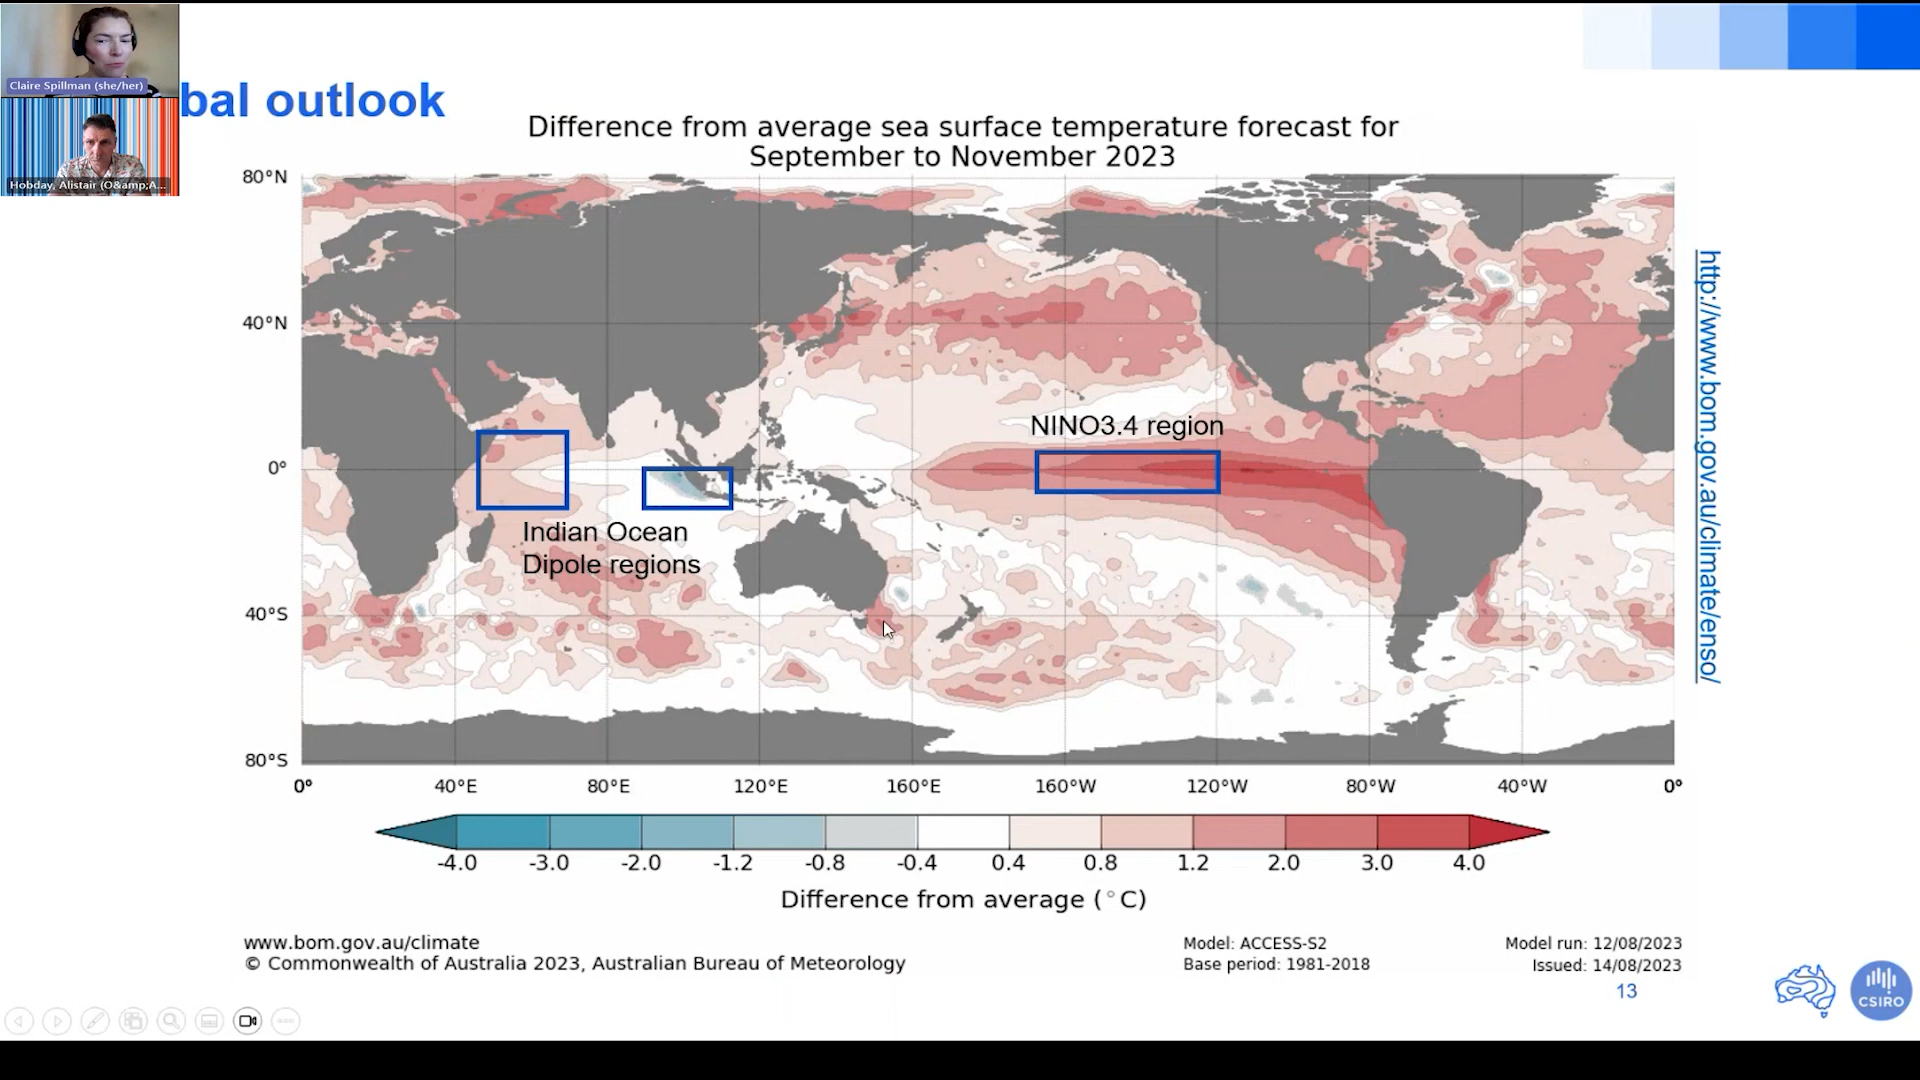 Claire Spillman (she/her)
Hobday, Alistair (O&amp;A...
bal outlook
Difference from average sea surface temperature forecast for
September to November 2023
80°N
40°N
0°
40°S
80°S
NINO3.4 region
Indian Ocean
Dipole regions
0° 40°E 80°E 120°E 160°E 160°W 120°W 80°W 40°W 0°
-4.0 -3.0 -2.0 -1.2 -0.8 -0.4 0.4 0.8 1.2 2.0 3.0 4.0
Difference from average (°C)
http://www.bom.gov.au/climate/enso/
www.bom.gov.au/climate
© Commonwealth of Australia 2023, Australian Bureau of Meteorology
Model: ACCESS-S2
Base period: 1981-2018
Model run: 12/08/2023
Issued: 14/08/2023
13
CSIRO